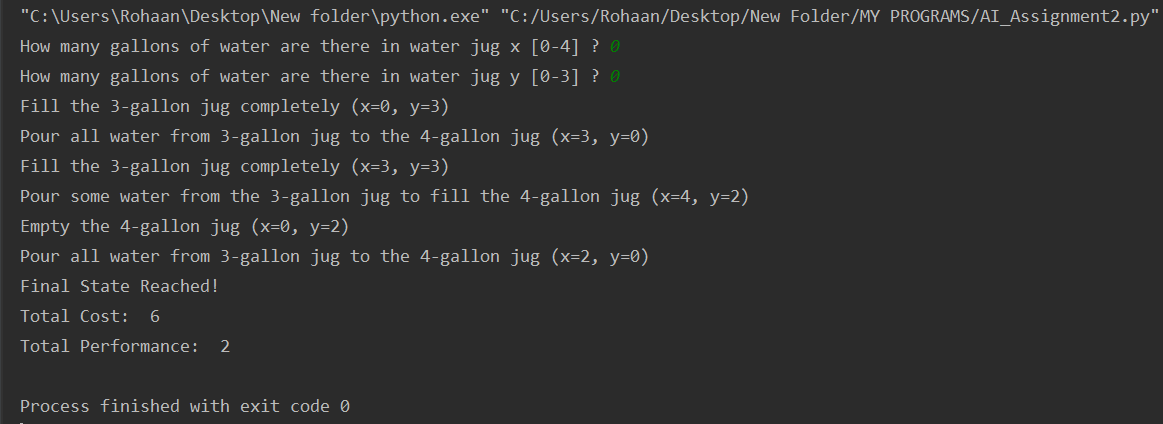 "C:\Users\Rohaan\Desktop\New folder\python.exe" "C:/Users/Rohaan/Desktop/New Folder/MY PROGRAMS/AI_Assignment2.py"
How many gallons of water are there in water jug x [0-4] ? 0
How many gallons of water are there in water jug y [0-3] ? 0
Fill the 3-gallon jug completely (x=0, y=3)
Pour all water from 3-gallon jug to the 4-gallon jug (x=3, y=0)
Fill the 3-gallon jug completely (x=3, y=3)
Pour some water from the 3-gallon jug to fill the 4-gallon jug (x=4, y=2)
Empty the 4-gallon jug (x=0, y=2)
Pour all water from 3-gallon jug to the 4-gallon jug (x=2, y=0)
Final State Reached!
Total Cost:  6
Total Performance:  2
Process finished with exit code 0